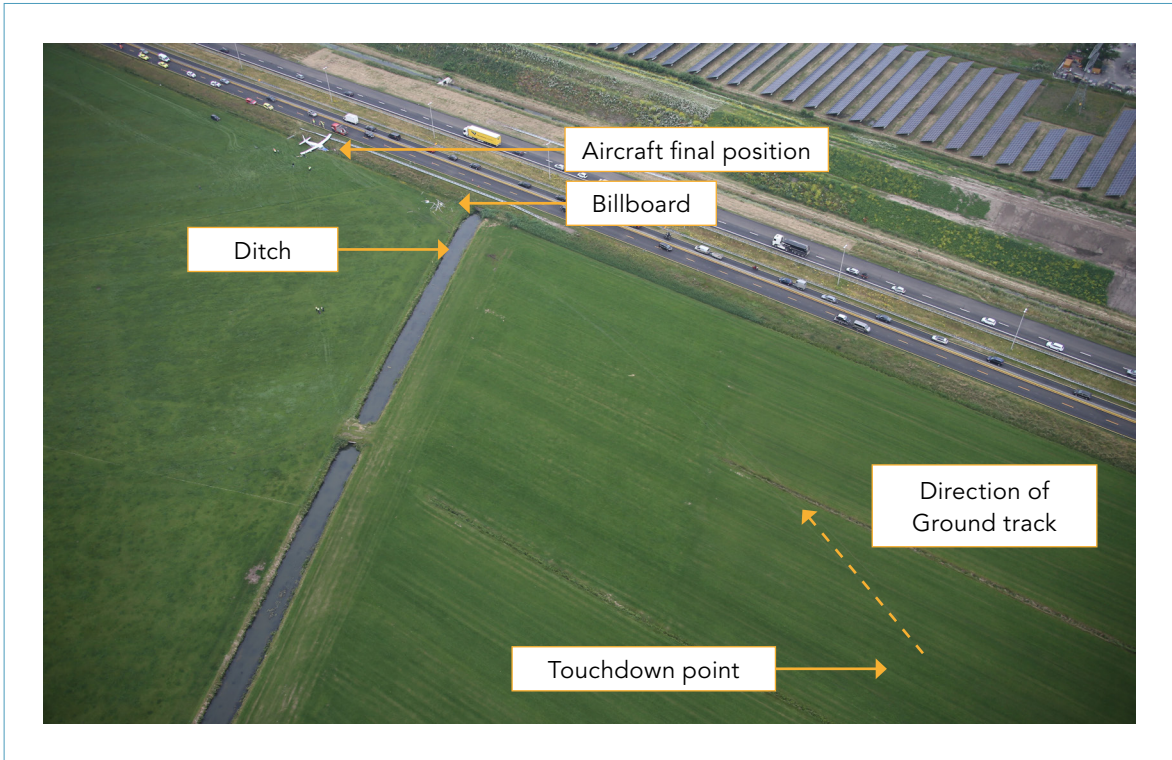 Aircraft final position
Billboard
Ditch
Direction of
Ground track
Touchdown point